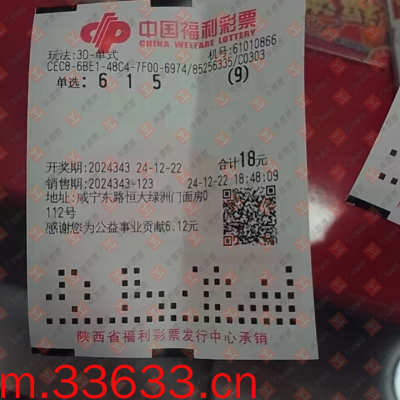 中国福利彩票
CHINA WELFARE LOTTERY
玩法:3D-单式 机号:61010866
CEC8-6BE1-48C4-7F00-6974/85256335/C0303
单选: 6 1 5 (9)
开奖期:2024343 24-12-22 合计18元
销售期:2024343-123 24-12-22 18:48:09
地址:咸宁东路恒大绿洲门面房D
112号
感谢您为公益事业贡献6.12元
陕西省福利彩票发行中心承销
m.33633.cn